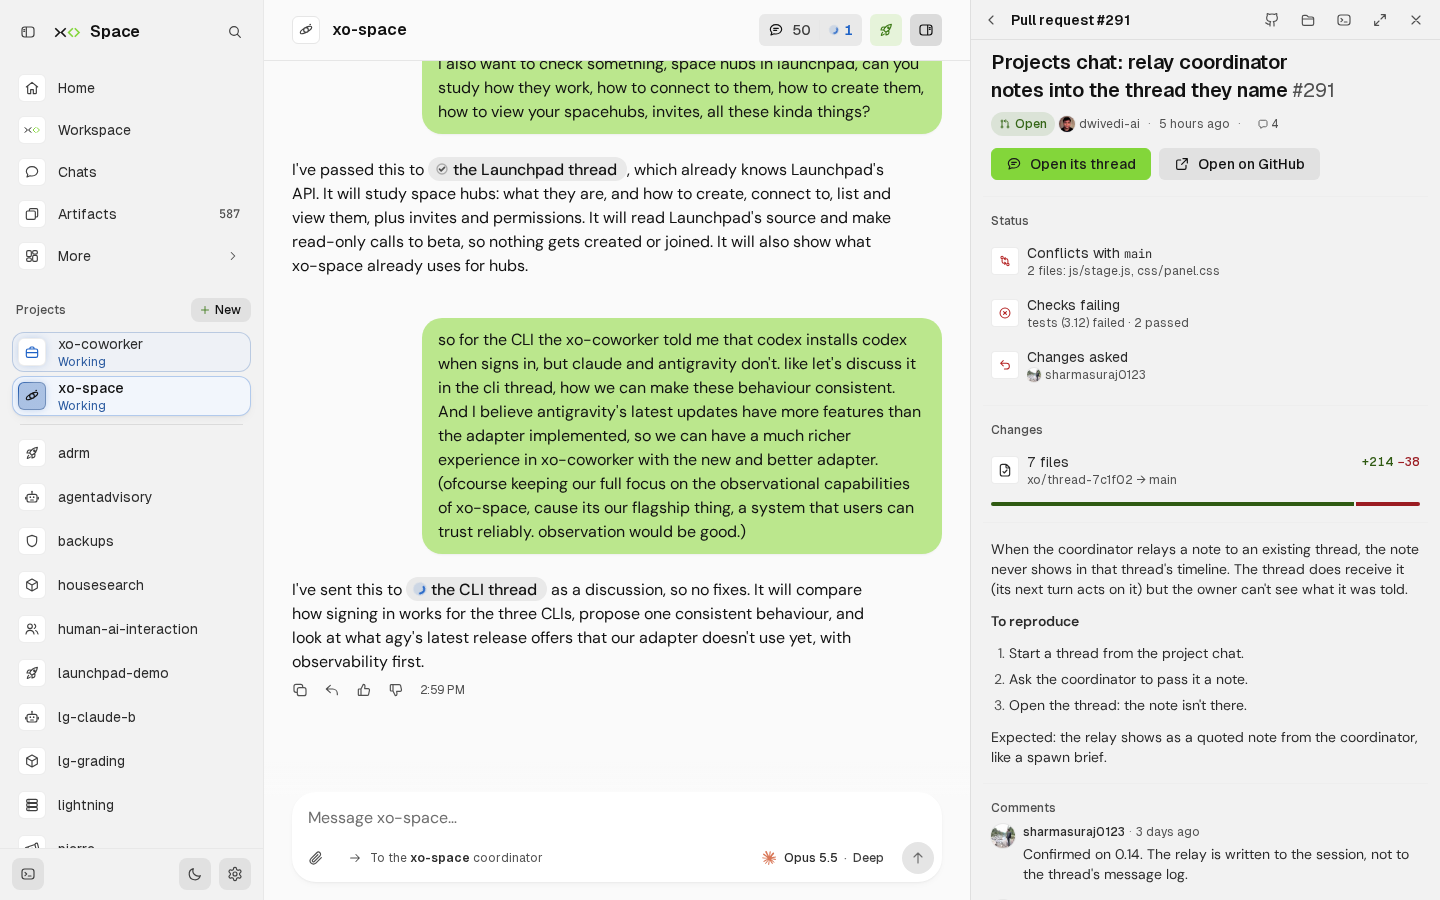 Space
Home
Workspace
Chats
Artifacts 587
More
Projects
New
xo-coworker
Working
xo-space
Working
adrm
agentadvisory
backups
housesearch
human-ai-interaction
launchpad-demo
lg-claude-b
lg-grading
lightning
xo-space
50 1
I also want to check something, space hubs in launchpad, can you
study how they work, how to connect to them, how to create them,
how to view your spacehubs, invites, all these kinda things?
I've passed this to the Launchpad thread, which already knows Launchpad's
API. It will study space hubs: what they are, and how to create, connect to, list and
view them, plus invites and permissions. It will read Launchpad's source and make
read-only calls to beta, so nothing gets created or joined. It will also show what
xo-space already uses for hubs.
so for the CLI the xo-coworker told me that codex installs codex
when signs in, but claude and antigravity don't. like let's discuss it
in the cli thread, how we can make these behaviour consistent.
And I believe antigravity's latest updates have more features than
the adapter implemented, so we can have a much richer
experience in xo-coworker with the new and better adapter.
(ofcourse keeping our full focus on the observational capabilities
of xo-space, cause its our flagship thing, a system that users can
trust reliably. observation would be good.)
I've sent this to the CLI thread as a discussion, so no fixes. It will compare
how signing in works for the three CLIs, propose one consistent behaviour, and
look at what agy's latest release offers that our adapter doesn't use yet, with
observability first.
2:59 PM
Message xo-space...
To the xo-space coordinator
Opus 5.5 · Deep
Pull request #291
Projects chat: relay coordinator
notes into the thread they name #291
Open dwivedi-ai · 5 hours ago · 4
Open its thread
Open on GitHub
Status
Conflicts with main
2 files: js/stage.js, css/panel.css
Checks failing
tests (3.12) failed · 2 passed
Changes asked
sharmasuraj0123
Changes
7 files +214 −38
xo/thread-7c1f02 → main
When the coordinator relays a note to an existing thread, the note
never shows in that thread's timeline. The thread does receive it
(its next turn acts on it) but the owner can't see what it was told.
To reproduce
1. Start a thread from the project chat.
2. Ask the coordinator to pass it a note.
3. Open the thread: the note isn't there.
Expected: the relay shows as a quoted note from the coordinator,
like a spawn brief.
Comments
sharmasuraj0123 · 3 days ago
Confirmed on 0.14. The relay is written to the session, not to
the thread's message log.